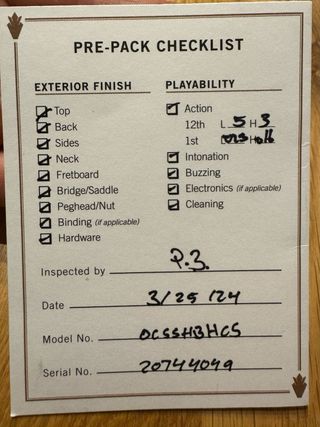 PRE-PACK CHECKLIST
EXTERIOR FINISH
Top
Back
Sides
Neck
Fretboard
Bridge/Saddle
Peghead/Nut
Binding (if applicable)
Hardware
PLAYABILITY
Action
12th L 5 H 3
1st H
Intonation
Buzzing
Electronics (if applicable)
Cleaning
Inspected by P.3.
Date 3/25/24
Model No. OCSSHBHCS
Serial No. 20744049